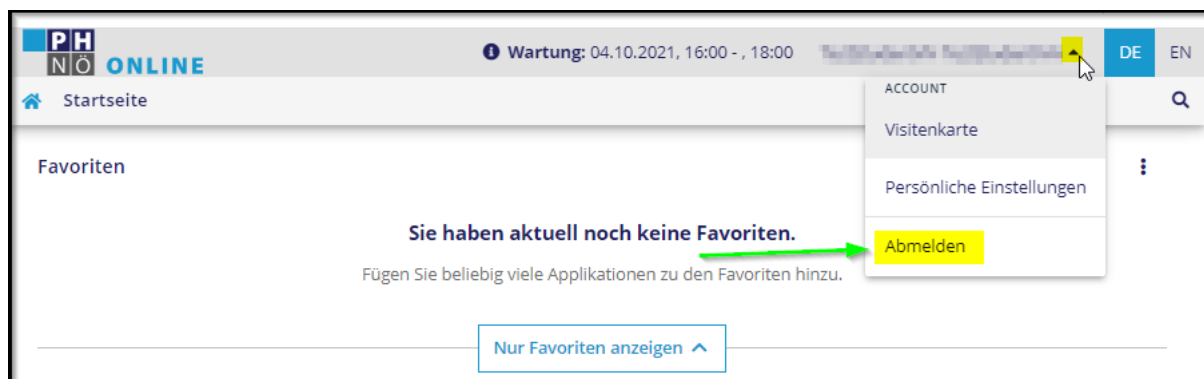 PH
NÖ ONLINE
Wartung: 04.10.2021, 16:00 - , 18:00
DE
EN
Startseite
ACCOUNT
Visitenkarte
Favoriten
Persönliche Einstellungen
Sie haben aktuell noch keine Favoriten.
Abmelden
Fügen Sie beliebig viele Applikationen zu den Favoriten hinzu.
Nur Favoriten anzeigen